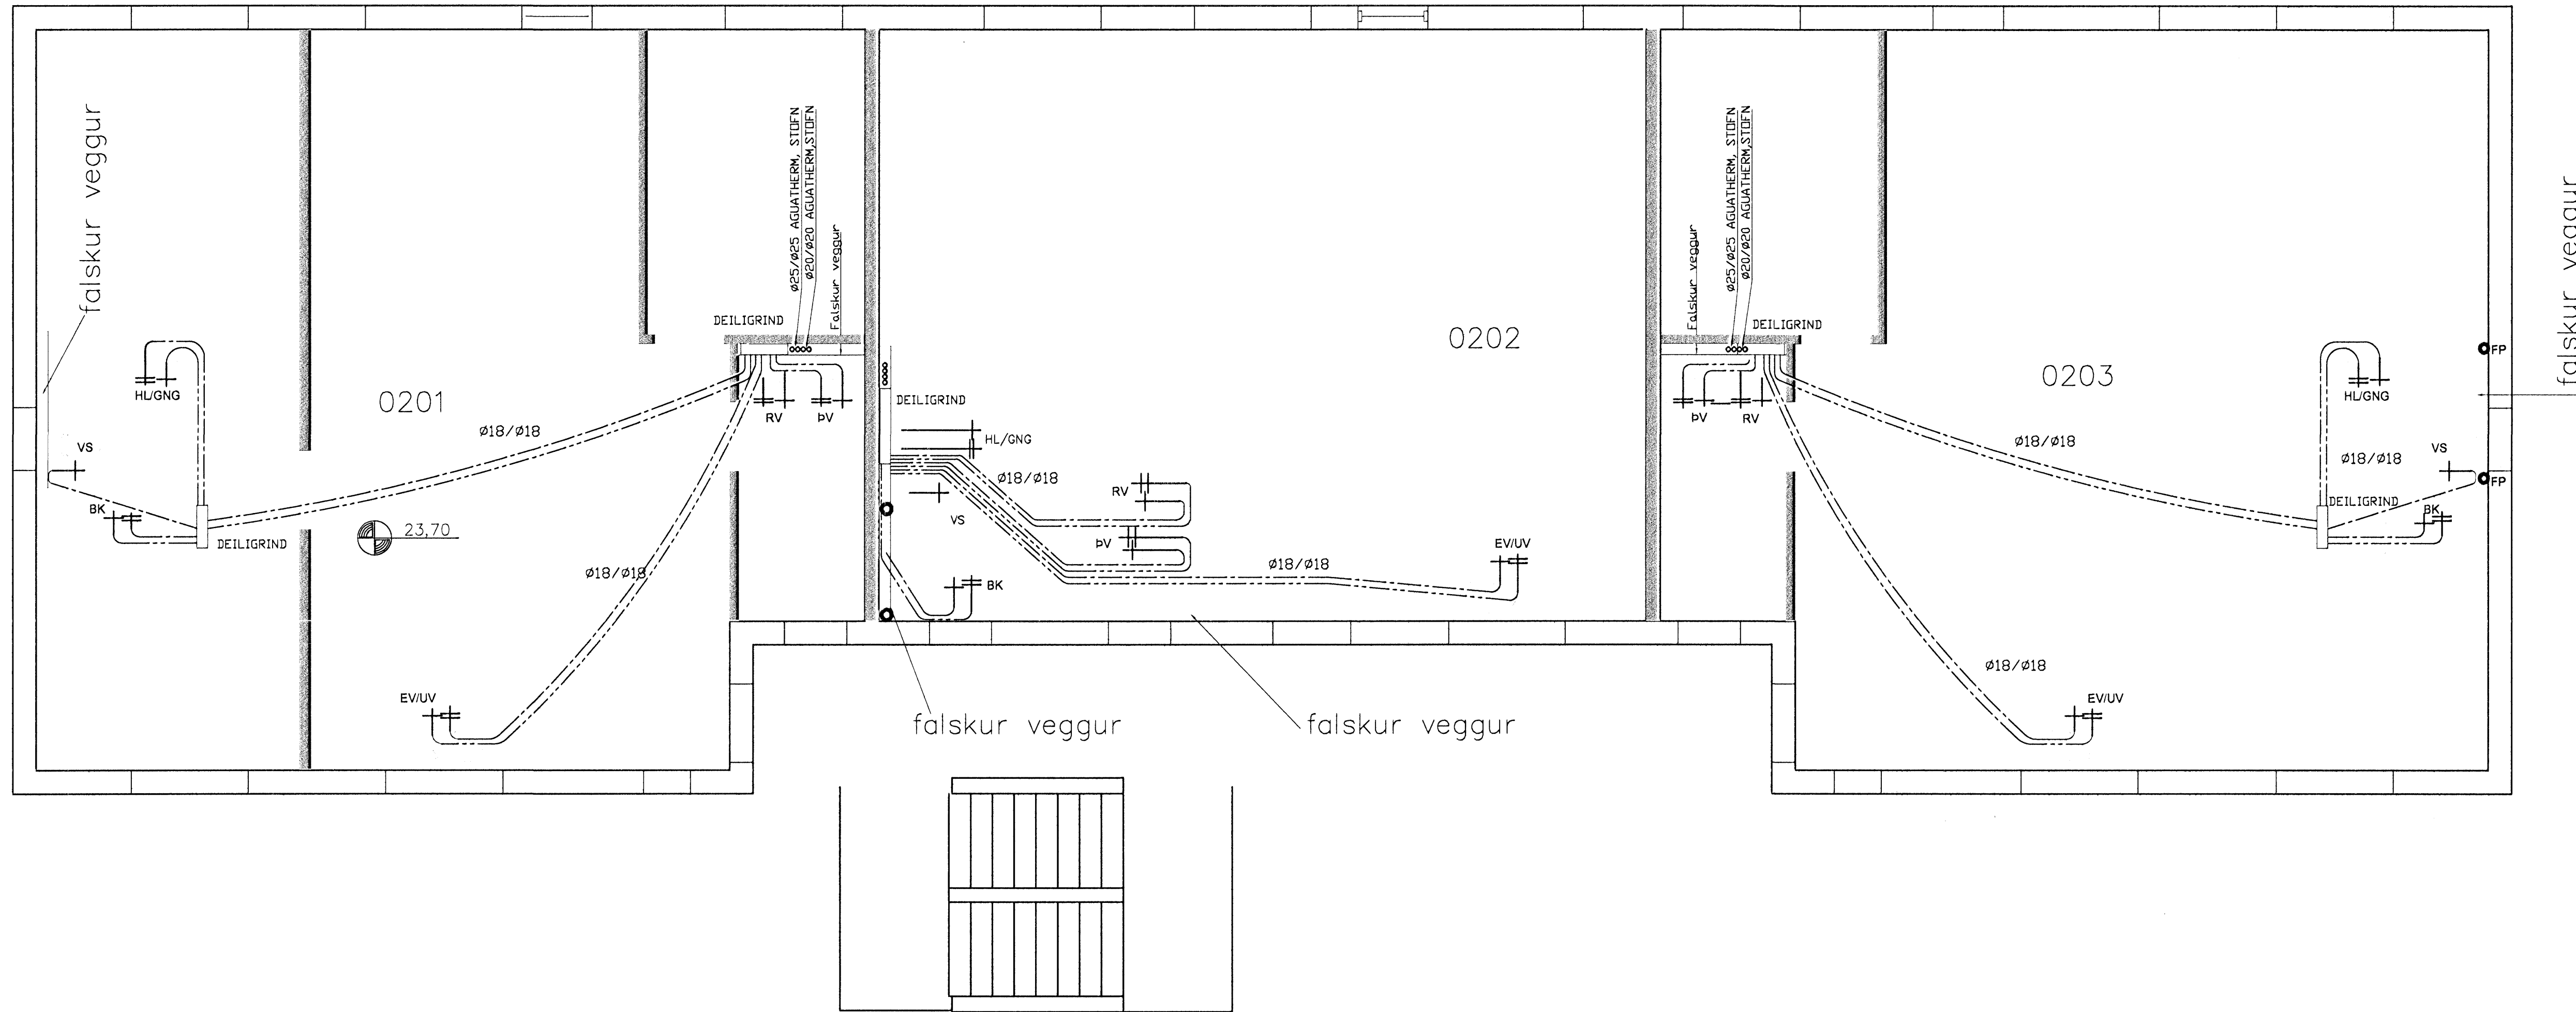 falskur veggur
HL/GNG
VS
BK
DEILIGRIND
0201
23,70
Ø18/Ø18
Ø18/Ø18
EV/UV
DEILIGRIND
Ø25/Ø25 AGUATHERM, STOFN
Ø20/Ø20 AGUATHERM,STOFN
Falskur veggur
RV
ÞV
DEILIGRIND
HL/GNG
Ø18/Ø18
VS
RV
ÞV
BK
Ø18/Ø18
EV/UV
0202
falskur veggur
falskur veggur
Falskur veggur
Ø25/Ø25 AGUATHERM, STOFN
Ø20/Ø20 AGUATHERM,STOFN
DEILIGRIND
ÞV
RV
0203
Ø18/Ø18
Ø18/Ø18
EV/UV
HL/GNG
Ø18/Ø18
VS
DEILIGRIND
BK
FP
FP
falskur veggur